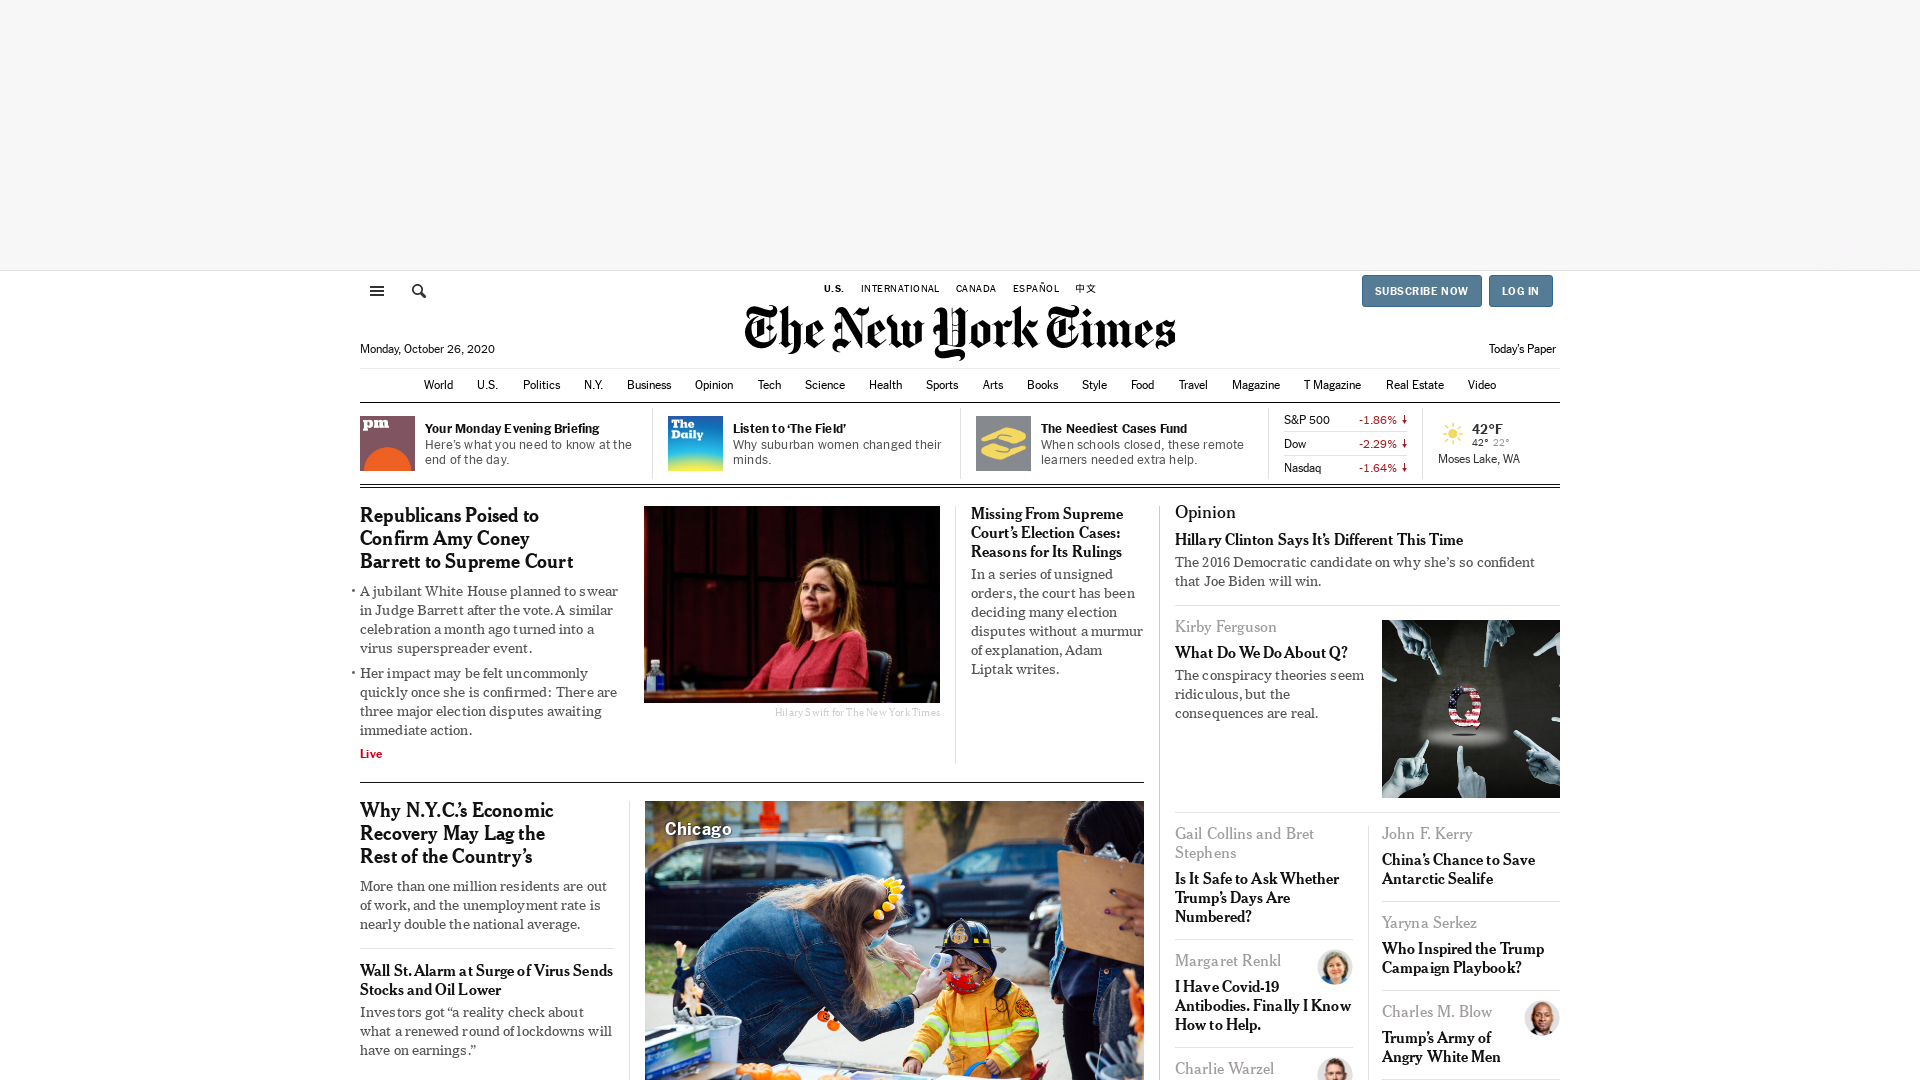 U.S. INTERNATIONAL CANADA ESPAÑOL 中文
SUBSCRIBE NOW LOG IN
The New York Times
Monday, October 26, 2020
Today's Paper
World U.S. Politics N.Y. Business Opinion Tech Science Health Sports Arts Books Style Food Travel Magazine T Magazine Real Estate Video
pm
Your Monday Evening Briefing
Here's what you need to know at the
end of the day.
The
Daily
Listen to ‘The Field’
Why suburban women changed their
minds.
The Neediest Cases Fund
When schools closed, these remote
learners needed extra help.
S&P 500 -1.86%
Dow -2.29%
Nasdaq -1.64%
42°F
42° 22°
Moses Lake, WA
Republicans Poised to
Confirm Amy Coney
Barrett to Supreme Court
• A jubilant White House planned to swear
in Judge Barrett after the vote. A similar
celebration a month ago turned into a
virus superspreader event.
• Her impact may be felt uncommonly
quickly once she is confirmed: There are
three major election disputes awaiting
immediate action.
Live
Hilary Swift for The New York Times
Missing From Supreme
Court’s Election Cases:
Reasons for Its Rulings
In a series of unsigned
orders, the court has been
deciding many election
disputes without a murmur
of explanation, Adam
Liptak writes.
Why N.Y.C.’s Economic
Recovery May Lag the
Rest of the Country’s
More than one million residents are out
of work, and the unemployment rate is
nearly double the national average.
Wall St. Alarm at Surge of Virus Sends
Stocks and Oil Lower
Investors got “a reality check about
what a renewed round of lockdowns will
have on earnings.”
Chicago
Opinion
Hillary Clinton Says It’s Different This Time
The 2016 Democratic candidate on why she’s so confident
that Joe Biden will win.
Kirby Ferguson
What Do We Do About Q?
The conspiracy theories seem
ridiculous, but the
consequences are real.
Q
Gail Collins and Bret
Stephens
Is It Safe to Ask Whether
Trump’s Days Are
Numbered?
Margaret Renkl
I Have Covid-19
Antibodies. Finally I Know
How to Help.
Charlie Warzel
John F. Kerry
China’s Chance to Save
Antarctic Sealife
Yaryna Serkez
Who Inspired the Trump
Campaign Playbook?
Charles M. Blow
Trump’s Army of
Angry White Men